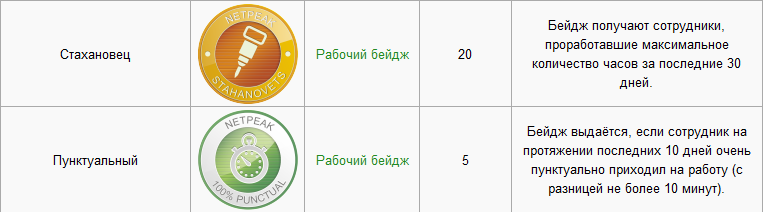 Стахановец
NETPEAK
STAHANOVETS
Рабочий бейдж
20
Бейдж получают сотрудники,
проработавшие максимальное
количество часов за последние 30
дней.
Пунктуальный
NETPEAK
100% PUNCTUAL
Рабочий бейдж
5
Бейдж выдаётся, если сотрудник на
протяжении последних 10 дней очень
пунктуально приходил на работу (с
разницей не более 10 минут).